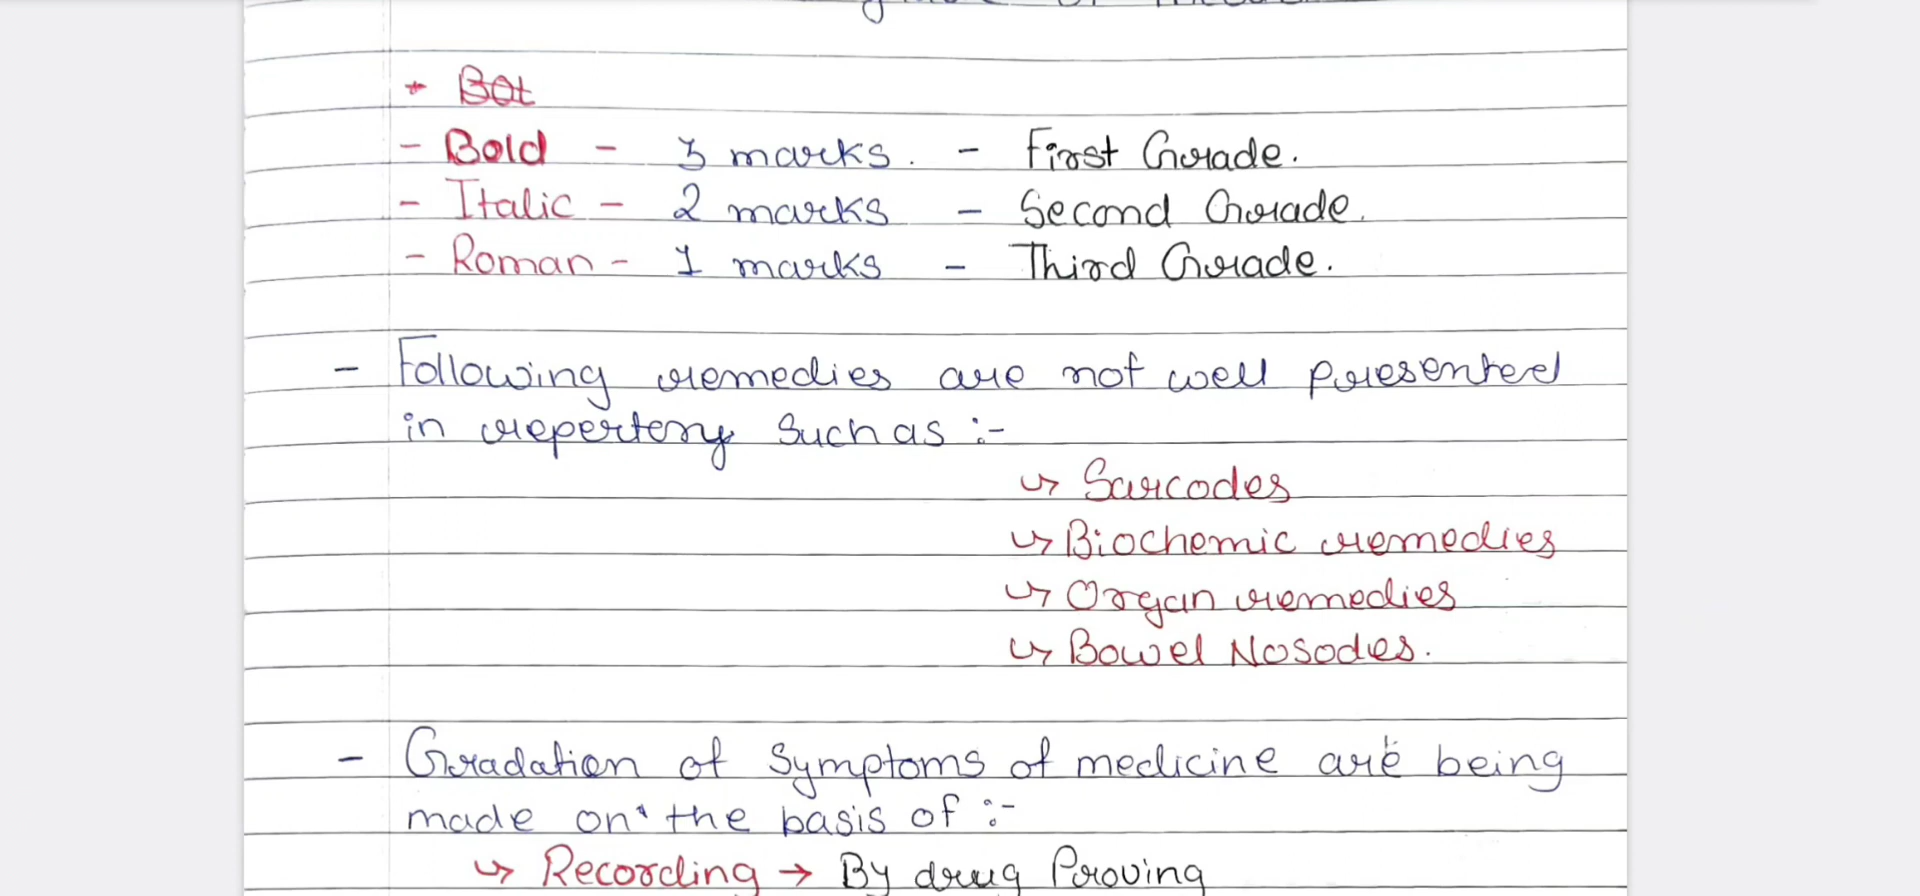 - Bold - 3 marks. - First Grade.
- Italic - 2 marks - Second Grade.
- Roman - 1 marks - Third Grade.
- Following remedies are not well presented
in repertory such as :-
↳ Sarcodes
↳ Biochemic remedies
↳ Organ remedies
↳ Bowel Nosodes.
- Gradation of Symptoms of medicine are being
made on the basis of :-
↳ Recording → By drug Proving